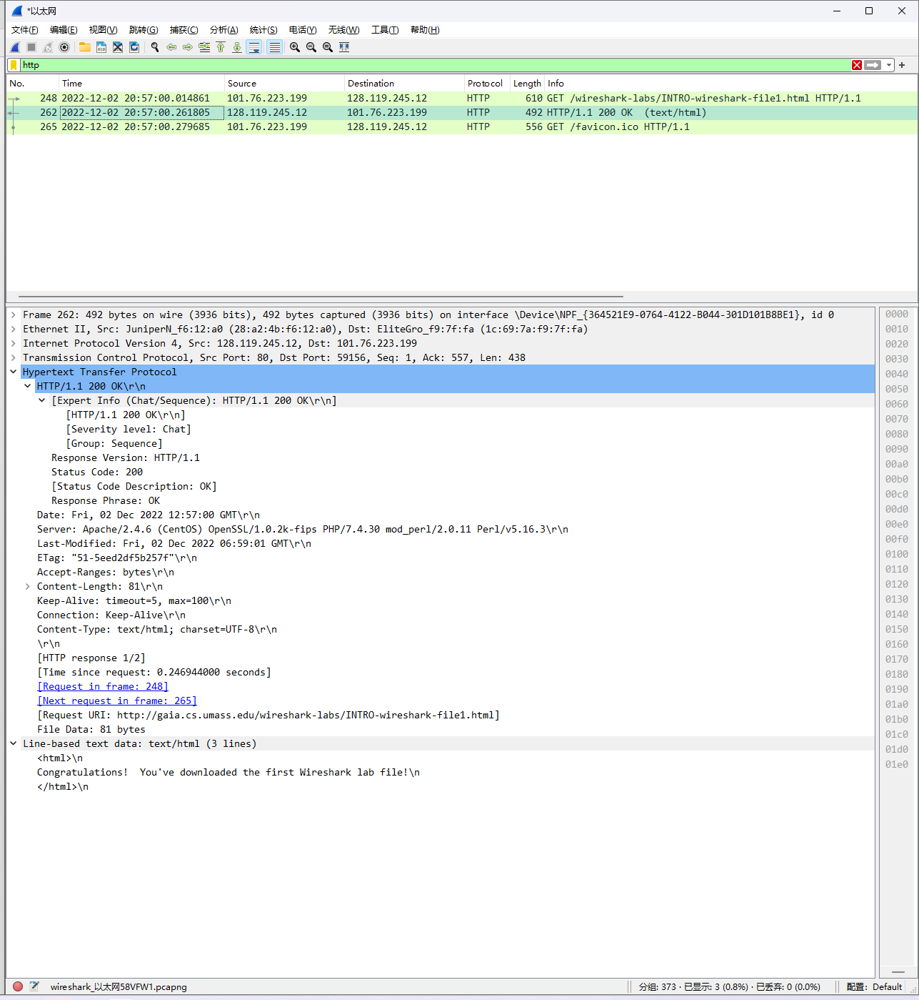 *以太网
文件(F) 编辑(E) 视图(V) 跳转(G) 捕获(C) 分析(A) 统计(S) 电话(Y) 无线(W) 工具(T) 帮助(H)
http
No. Time Source Destination Protocol Length Info
248 2022-12-02 20:57:00.014861 101.76.223.199 128.119.245.12 HTTP 610 GET /wireshark-labs/INTRO-wireshark-file1.html HTTP/1.1
262 2022-12-02 20:57:00.261805 128.119.245.12 101.76.223.199 HTTP 492 HTTP/1.1 200 OK  (text/html)
265 2022-12-02 20:57:00.279685 101.76.223.199 128.119.245.12 HTTP 556 GET /favicon.ico HTTP/1.1
Frame 262: 492 bytes on wire (3936 bits), 492 bytes captured (3936 bits) on interface \Device\NPF_{364521E9-0764-4122-B044-301D101B8BE1}, id 0
Ethernet II, Src: JuniperN_f6:12:a0 (28:a2:4b:f6:12:a0), Dst: EliteGro_f9:7f:fa (1c:69:7a:f9:7f:fa)
Internet Protocol Version 4, Src: 128.119.245.12, Dst: 101.76.223.199
Transmission Control Protocol, Src Port: 80, Dst Port: 59156, Seq: 1, Ack: 557, Len: 438
Hypertext Transfer Protocol
HTTP/1.1 200 OK\r\n
[Expert Info (Chat/Sequence): HTTP/1.1 200 OK\r\n]
[HTTP/1.1 200 OK\r\n]
[Severity level: Chat]
[Group: Sequence]
Response Version: HTTP/1.1
Status Code: 200
[Status Code Description: OK]
Response Phrase: OK
Date: Fri, 02 Dec 2022 12:57:00 GMT\r\n
Server: Apache/2.4.6 (CentOS) OpenSSL/1.0.2k-fips PHP/7.4.30 mod_perl/2.0.11 Perl/v5.16.3\r\n
Last-Modified: Fri, 02 Dec 2022 06:59:01 GMT\r\n
ETag: "51-5eed2df5b257f"\r\n
Accept-Ranges: bytes\r\n
Content-Length: 81\r\n
Keep-Alive: timeout=5, max=100\r\n
Connection: Keep-Alive\r\n
Content-Type: text/html; charset=UTF-8\r\n
\r\n
[HTTP response 1/2]
[Time since request: 0.246944000 seconds]
[Request in frame: 248]
[Next request in frame: 265]
[Request URI: http://gaia.cs.umass.edu/wireshark-labs/INTRO-wireshark-file1.html]
File Data: 81 bytes
Line-based text data: text/html (3 lines)
<html>\n
Congratulations!  You've downloaded the first Wireshark lab file!\n
</html>\n
0000
0010
0020
0030
0040
0050
0060
0070
0080
0090
00a0
00b0
00c0
00d0
00e0
00f0
0100
0110
0120
0130
0140
0150
0160
0170
0180
0190
01a0
01b0
01c0
01d0
01e0
wireshark_以太网58VFW1.pcapng 分组: 373 · 已显示: 3 (0.8%) · 已丢弃: 0 (0.0%) 配置: Default